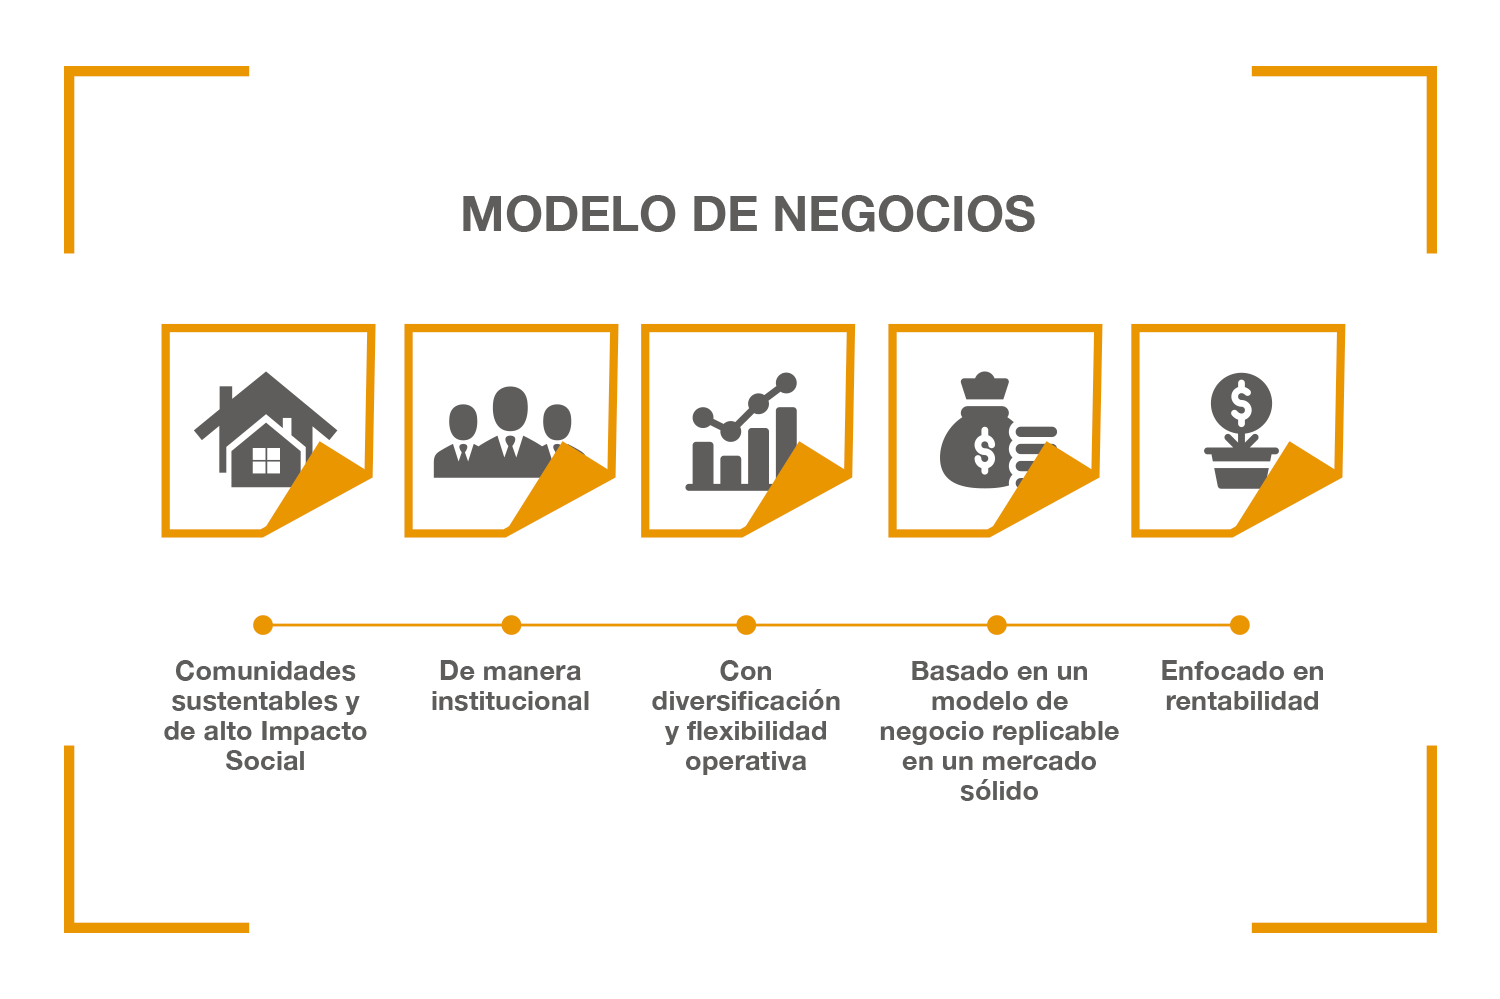 MODELO DE NEGOCIOS
Comunidades
sustentables y
de alto Impacto
Social
De manera
institucional
Con
diversificación
y flexibilidad
operativa
Basado en un
modelo de
negocio replicable
en un mercado
sólido
Enfocado en
rentabilidad
$
$